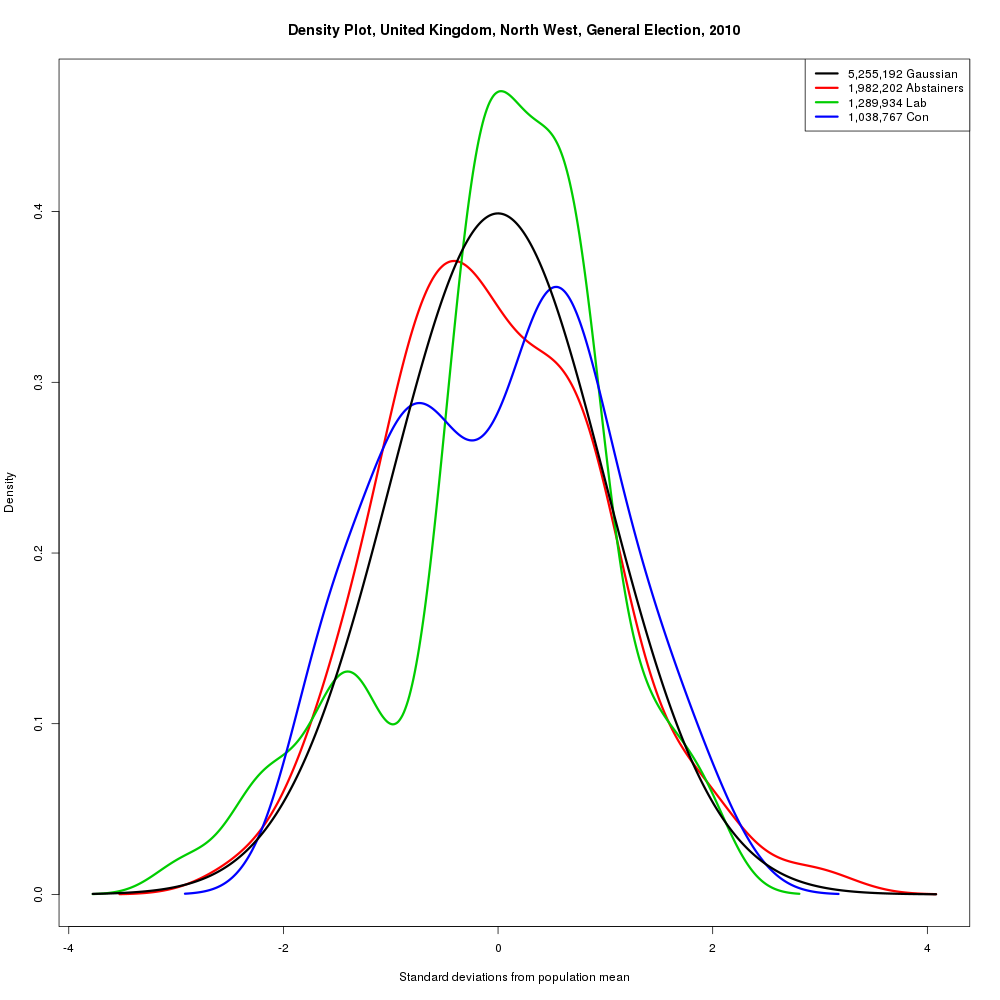 Density Plot, United Kingdom, North West, General Election, 2010
5,255,192 Gaussian
1,982,202 Abstainers
1,289,934 Lab
1,038,767 Con
Density
0.4
0.3
0.2
0.1
0.0
-4 -2 0 2 4
Standard deviations from population mean